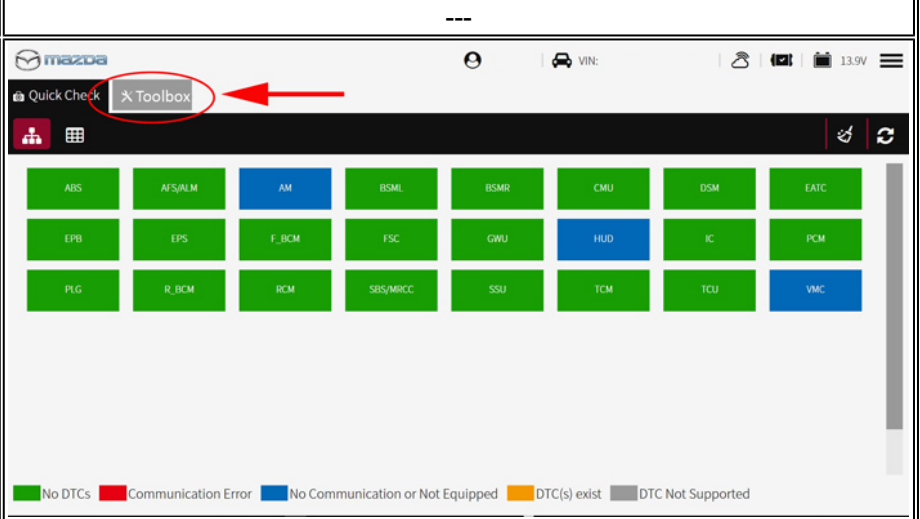 ---
mazda VIN: 13.9V
Quick Check Toolbox
ABS AFS/ALM AM BSML BSMR CMU DSM EATC
EPB EPS F_BCM FSC GWU HUD IC PCM
PLG R_BCM RCM SBS/MRCC SSU TCM TCU VMC
No DTCs Communication Error No Communication or Not Equipped DTC(s) exist DTC Not Supported